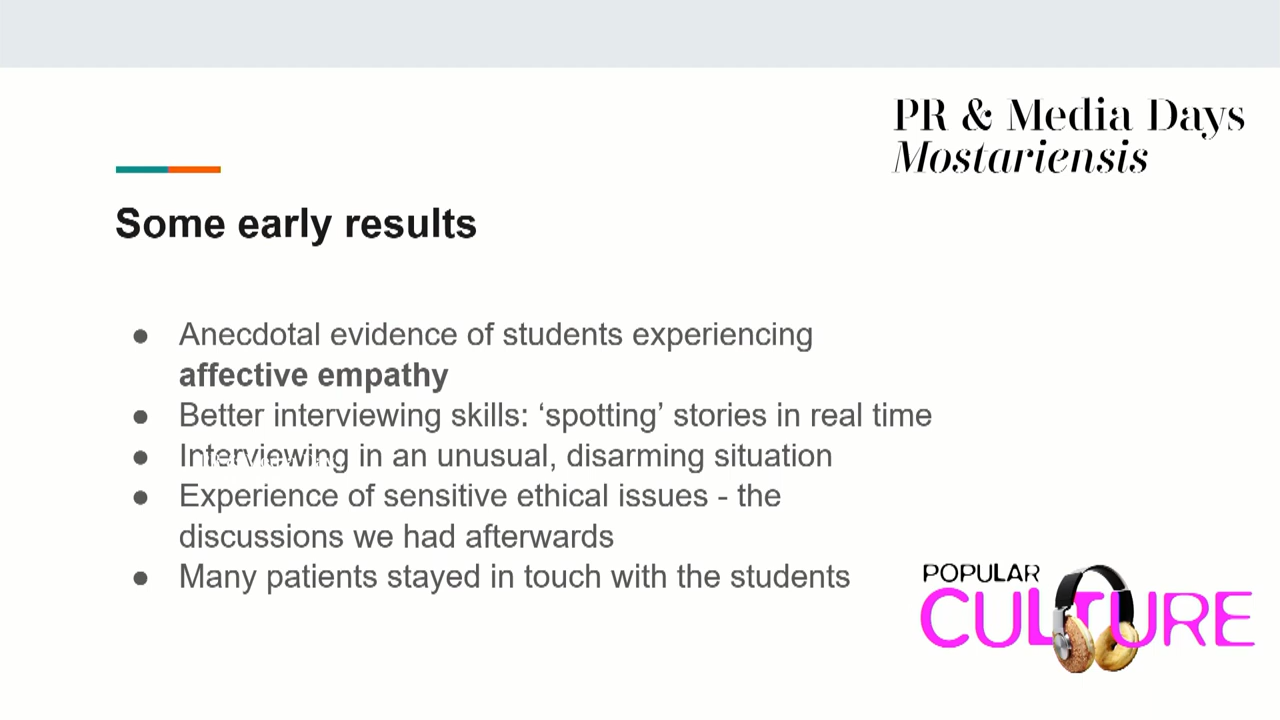 PR & Media Days
Mostariensis
Some early results
● Anecdotal evidence of students experiencing
affective empathy
● Better interviewing skills: ‘spotting’ stories in real time
● Interviewing in an unusual, disarming situation
● Experience of sensitive ethical issues - the
discussions we had afterwards
● Many patients stayed in touch with the students
POPULAR
CULTURE